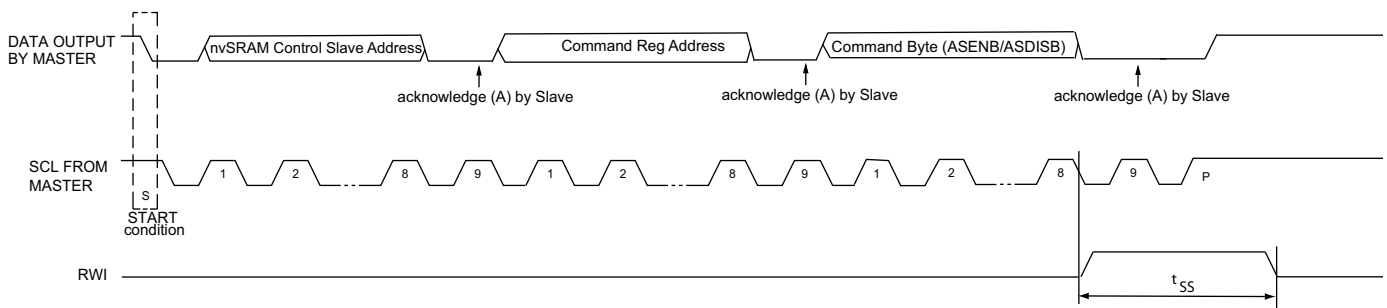 DATA OUTPUT
BY MASTER
nvSRAM Control Slave Address
Command Reg Address
Command Byte (ASENB/ASDISB)
acknowledge (A) by Slave
acknowledge (A) by Slave
acknowledge (A) by Slave
SCL FROM
MASTER
1 2 8 9 1 2 8 9 1 2 8 9 P
S
START
condition
RWI
tSS